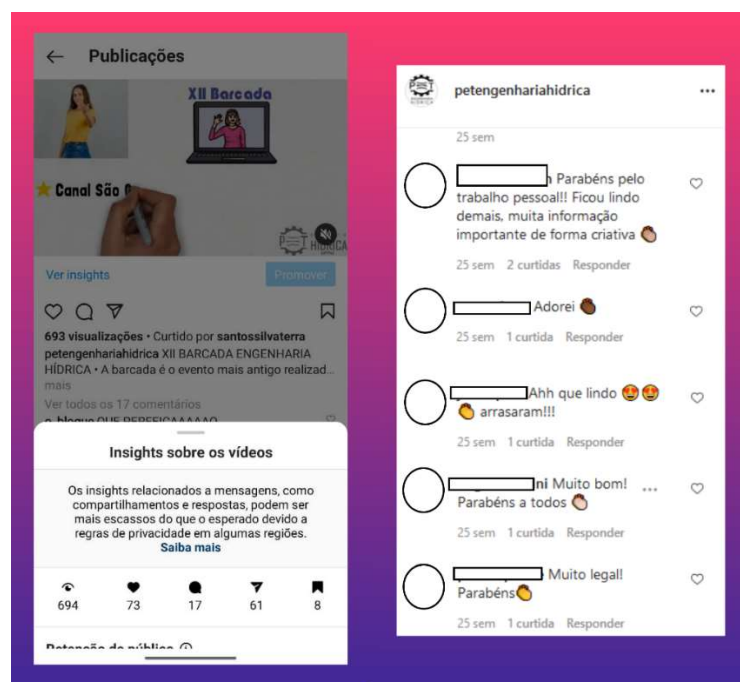 ← Publicações
XII Barcada
Canal São
PET
HÍDRICA
Ver insights
Promover
693 visualizações • Curtido por santossilvaterra
petengenhariahidrica XII BARCADA ENGENHARIA
HÍDRICA • A barcada é o evento mais antigo realizad...
mais
Ver todos os 17 comentários
Insights sobre os vídeos
Os insights relacionados a mensagens, como
compartilhamentos e respostas, podem ser
mais escassos do que o esperado devido a
regras de privacidade em algumas regiões.
Saiba mais
694 73 17 61 8
Retenção de público
petengenhariahidrica ...
25 sem
Parabéns pelo
trabalho pessoal!! Ficou lindo
demais, muita informação
importante de forma criativa 👏
25 sem 2 curtidas Responder
Adorei 👏
25 sem 1 curtida Responder
Ahh que lindo 😍😍
👏 arrasaram!!!
25 sem 1 curtida Responder
ni Muito bom! ...
Parabéns a todos 👏
25 sem 1 curtida Responder
Muito legal!
Parabéns👏
25 sem 1 curtida Responder